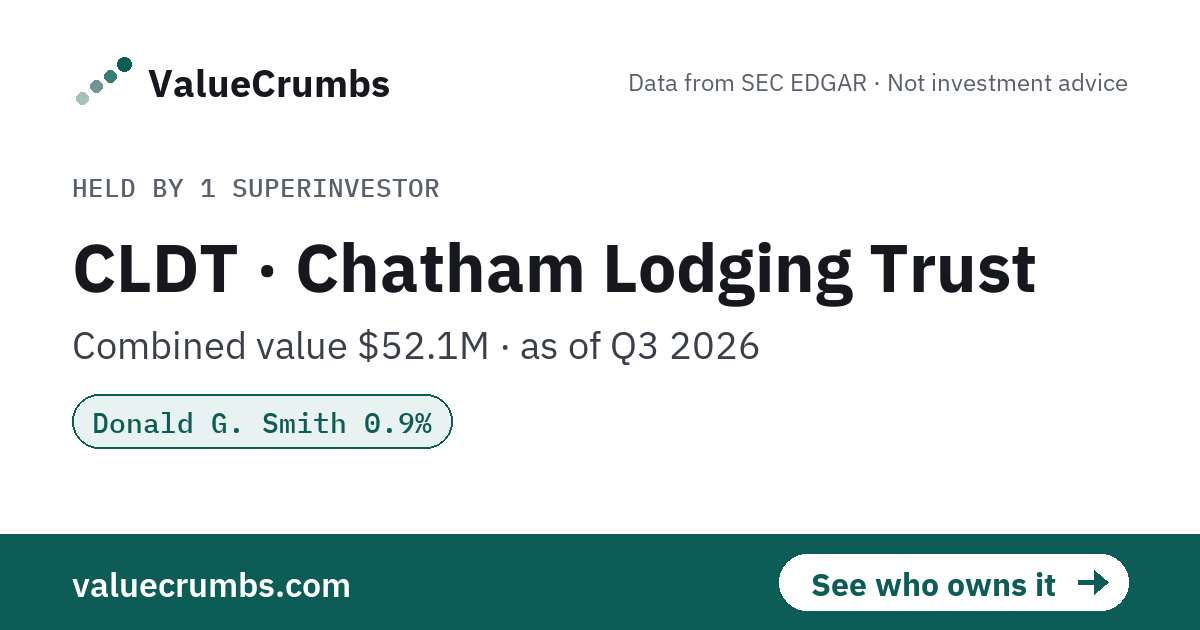 ValueCrumbs
Data from SEC EDGAR · Not investment advice
HELD BY 1 SUPERINVESTOR
CLDT · Chatham Lodging Trust
Combined value $52.1M · as of Q3 2026
Donald G. Smith 0.9%
valuecrumbs.com
See who owns it →